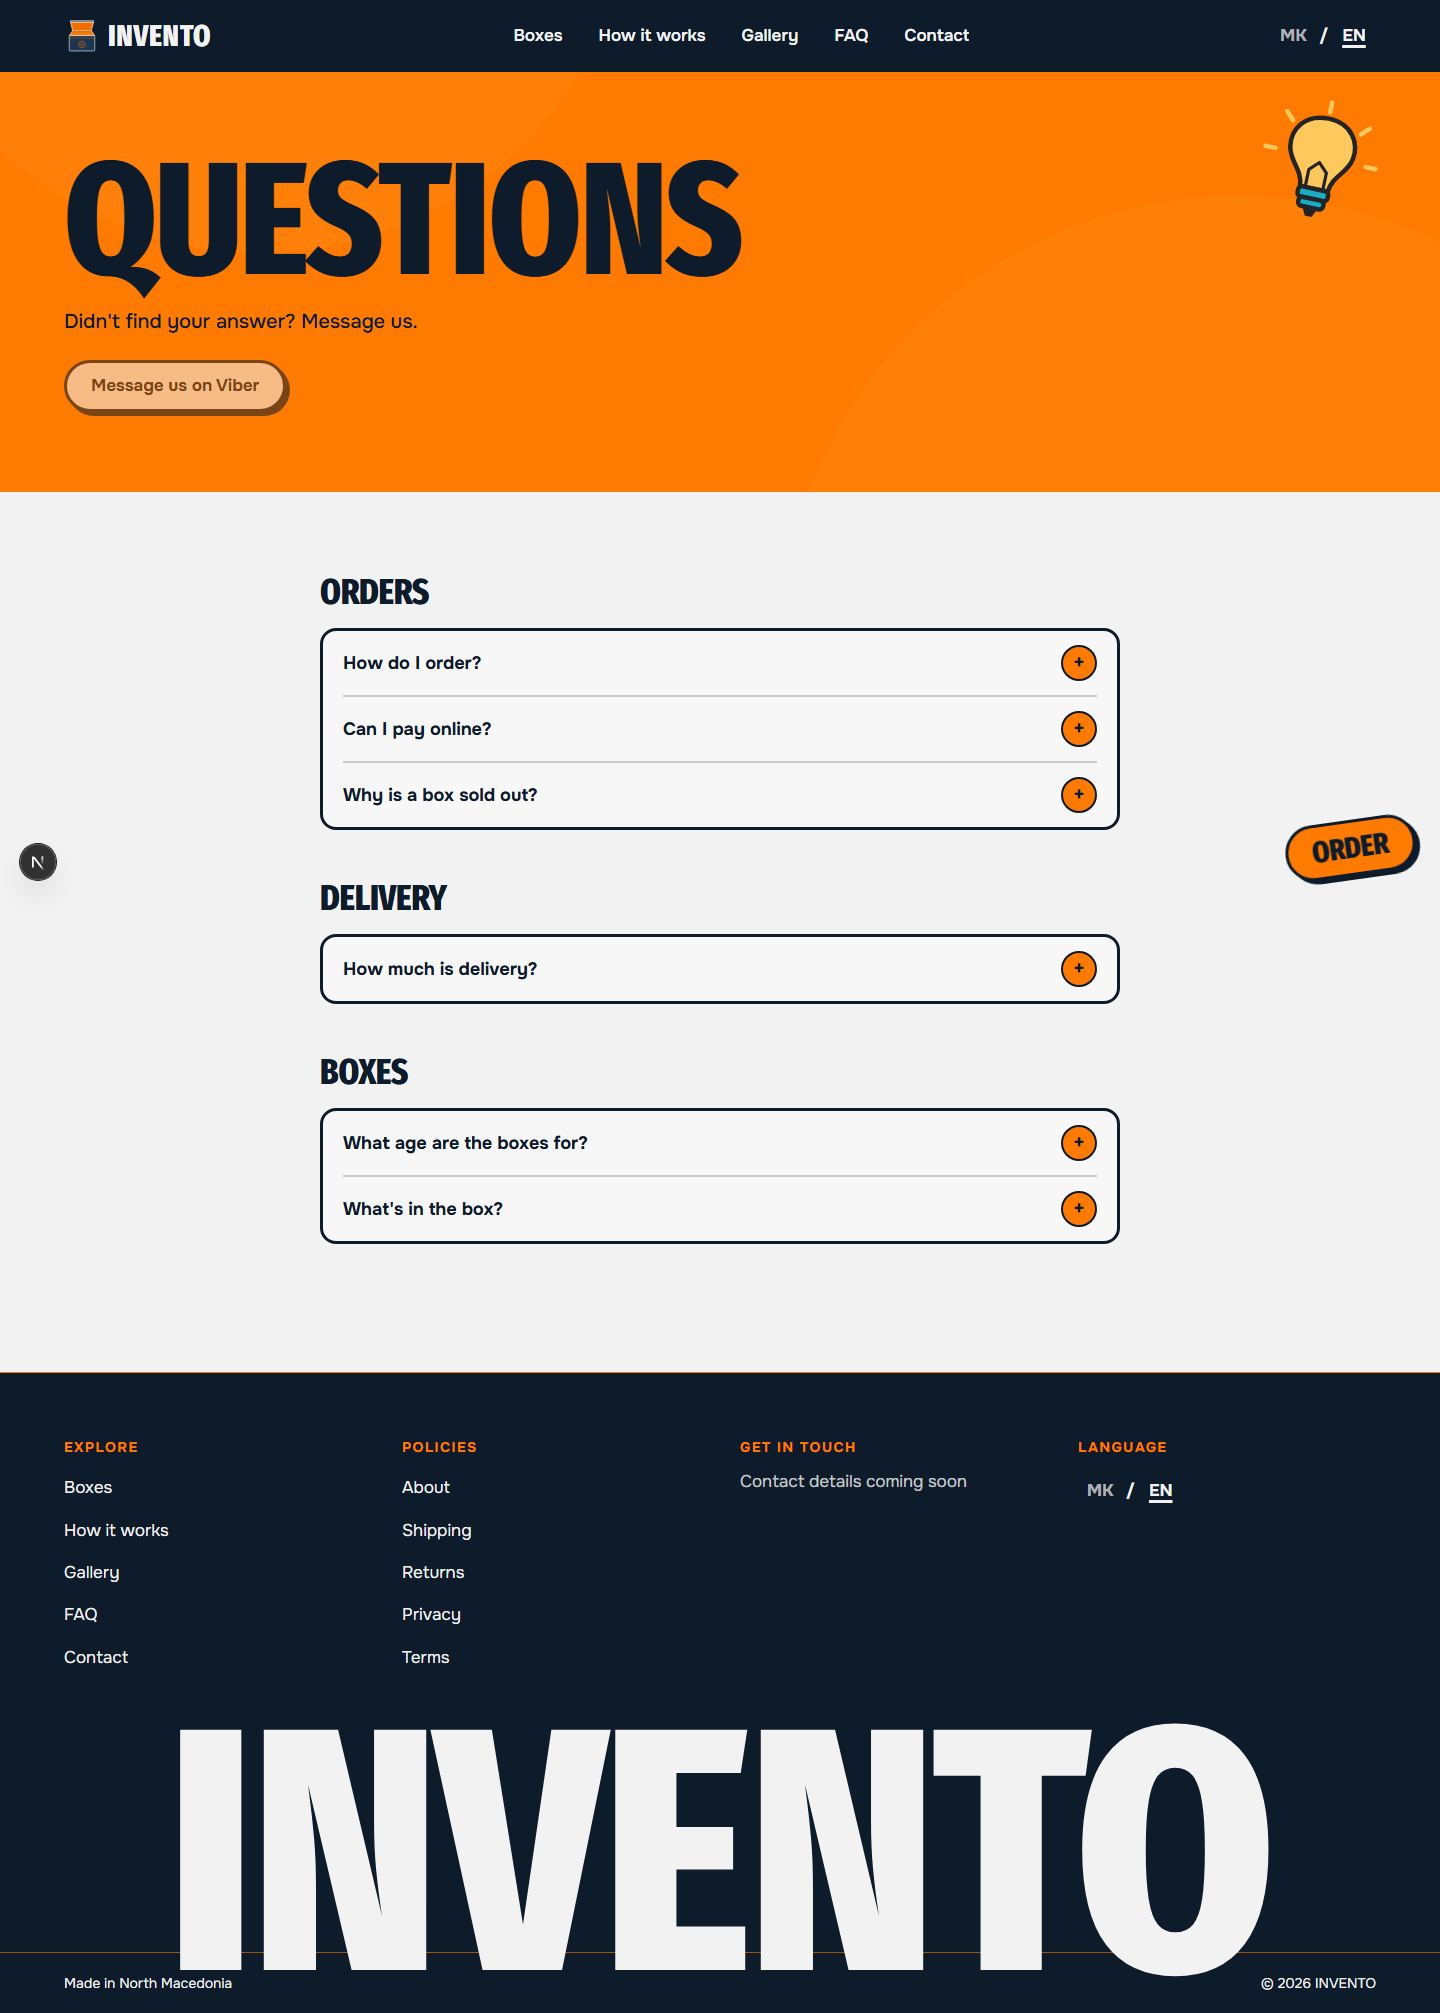 INVENTO
Boxes
How it works
Gallery
FAQ
Contact
MK / EN
QUESTIONS
Didn't find your answer? Message us.
Message us on Viber
ORDERS
How do I order?
+
Can I pay online?
+
Why is a box sold out?
+
ORDER
N
DELIVERY
How much is delivery?
+
BOXES
What age are the boxes for?
+
What's in the box?
+
EXPLORE
Boxes
How it works
Gallery
FAQ
Contact
POLICIES
About
Shipping
Returns
Privacy
Terms
GET IN TOUCH
Contact details coming soon
LANGUAGE
MK / EN
INVENTO
Made in North Macedonia
© 2026 INVENTO